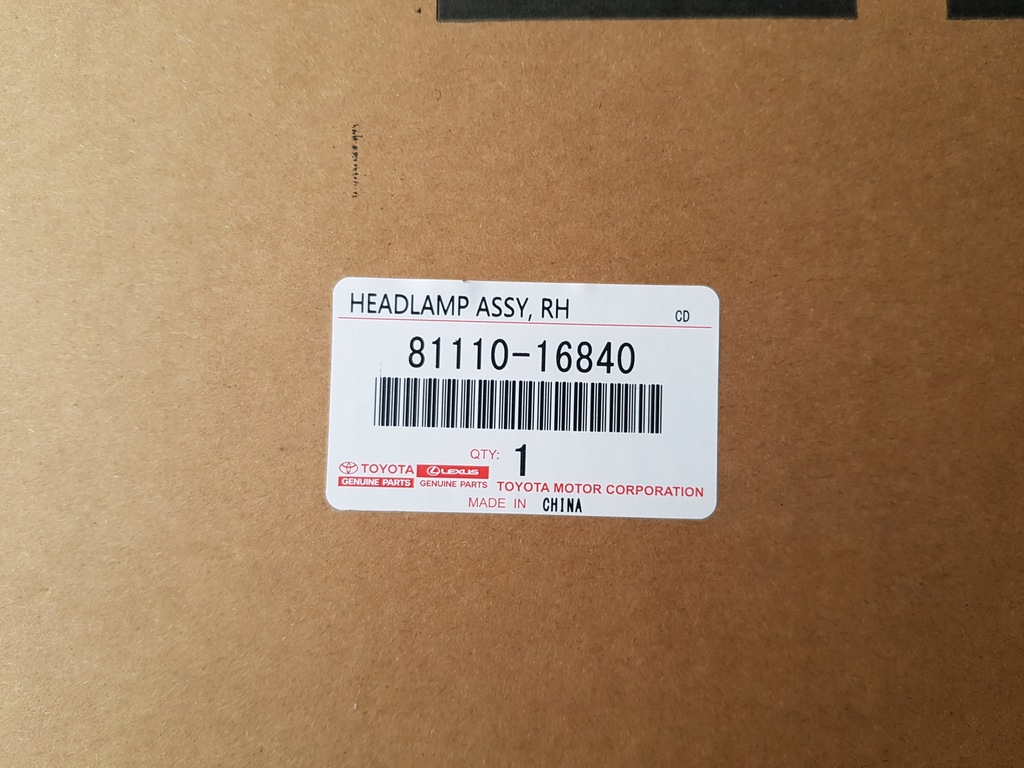 HEADLAMP ASSY, RH
CD
81110-16840
QTY: 1
TOYOTA LEXUS
GENUINE PARTS GENUINE PARTS TOYOTA MOTOR CORPORATION
MADE IN CHINA